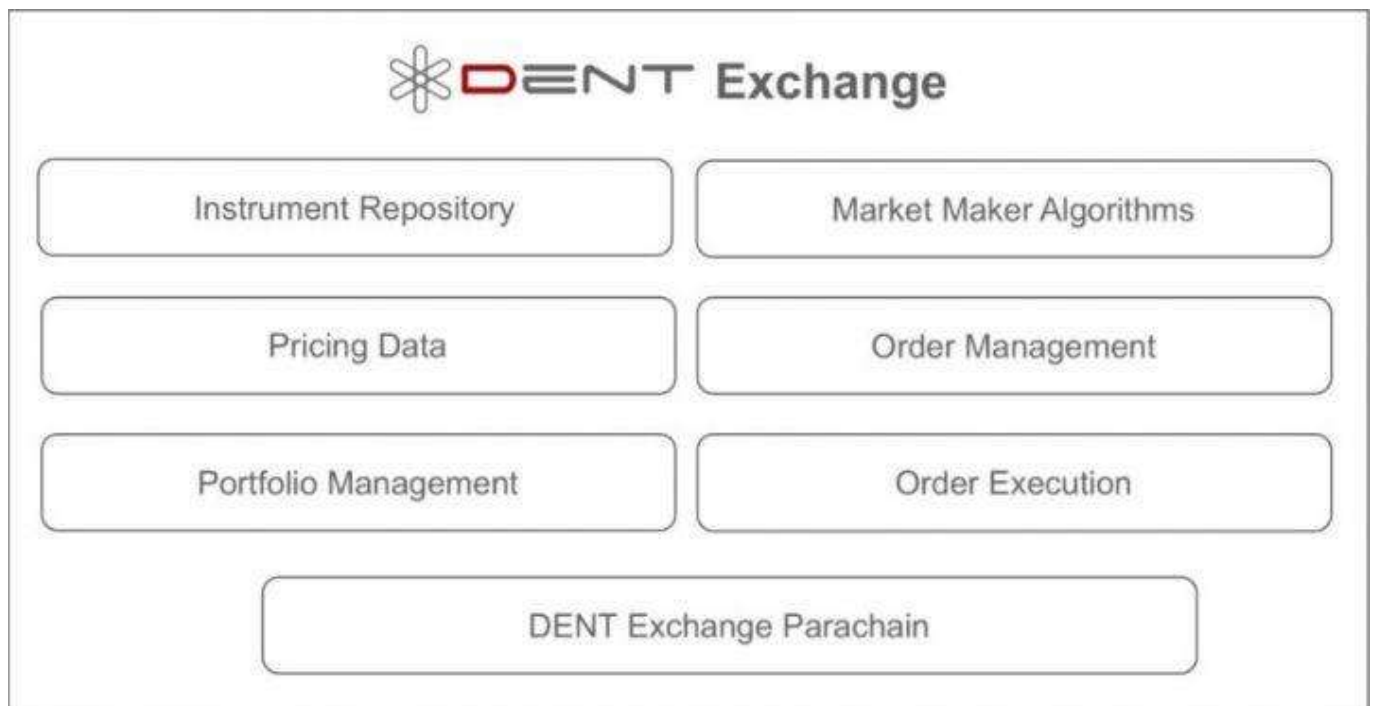 DENT Exchange
Instrument Repository
Market Maker Algorithms
Pricing Data
Order Management
Portfolio Management
Order Execution
DENT Exchange Parachain